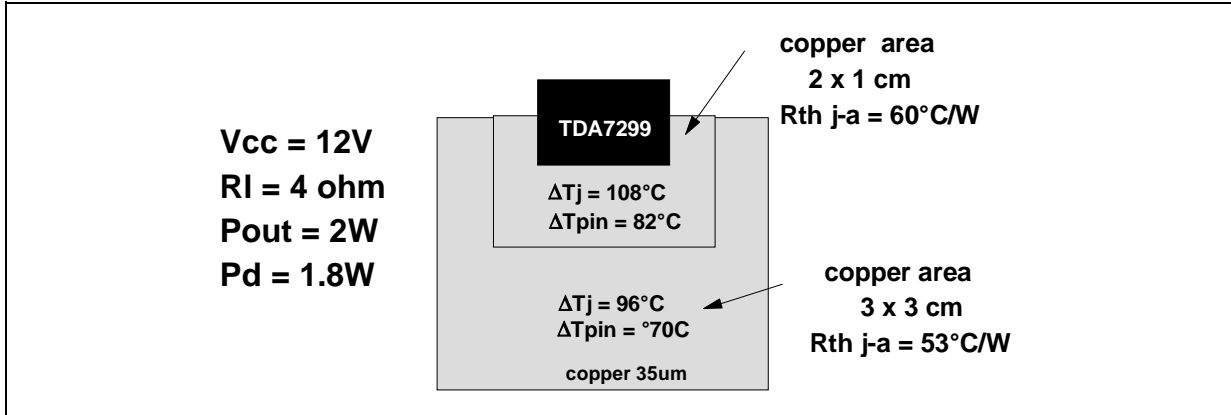 copper area
2 x 1 cm
Rth j-a = 60°C/W
TDA7299
Vcc = 12V
Rl = 4 ohm
Pout = 2W
Pd = 1.8W
ΔTj = 108°C
ΔTpin = 82°C
copper area
3 x 3 cm
Rth j-a = 53°C/W
ΔTj = 96°C
ΔTpin = °70C
copper 35um